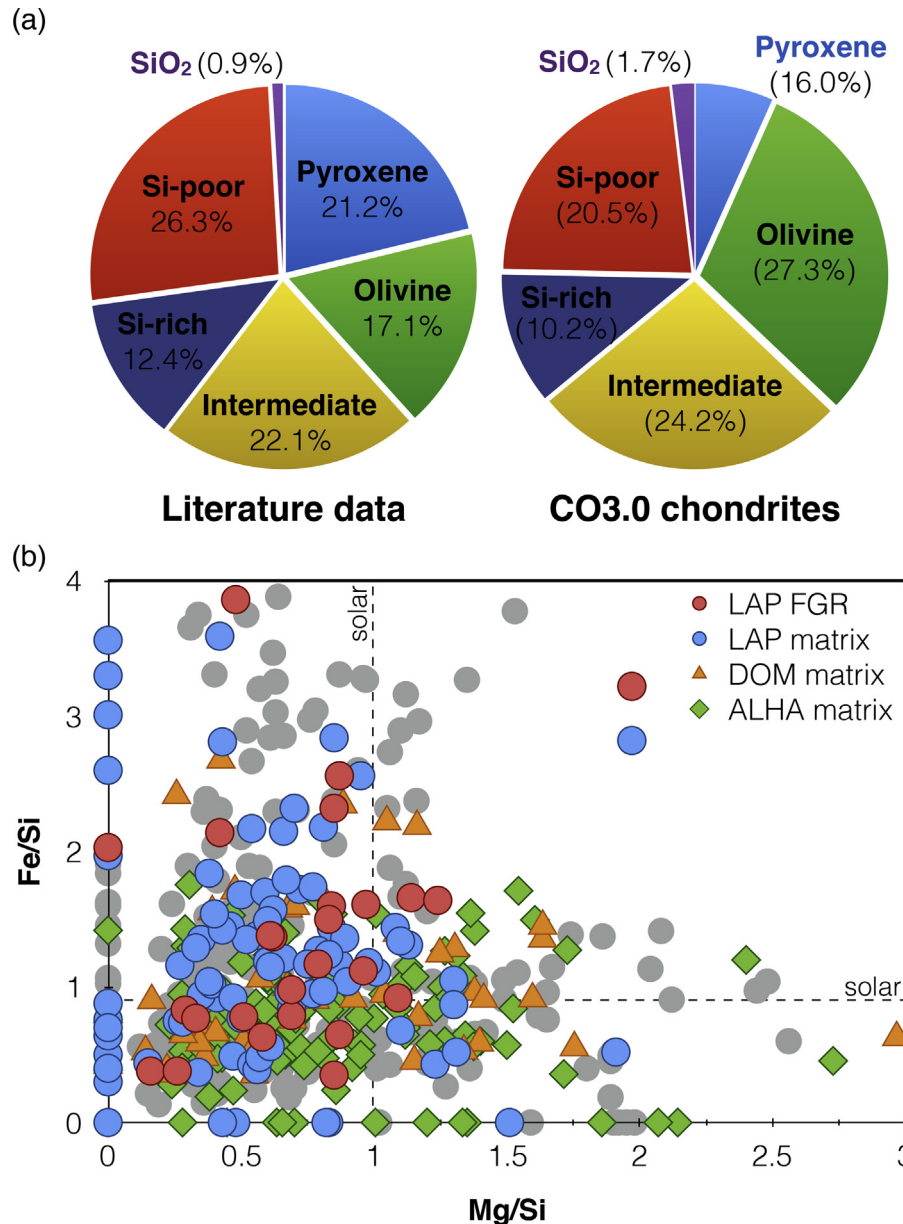 (a)
SiO₂ (0.9%)
Pyroxene
21.2%
Olivine
17.1%
Intermediate
22.1%
Si-rich
12.4%
Si-poor
26.3%
Literature data
SiO₂ (1.7%)
Pyroxene
(16.0%)
Olivine
(27.3%)
Intermediate
(24.2%)
Si-rich
(10.2%)
Si-poor
(20.5%)
CO3.0 chondrites
(b)
4
3
2
1
0
Fe/Si
solar
LAP FGR
LAP matrix
DOM matrix
ALHA matrix
solar
0
0.5
1
1.5
2
2.5
3
Mg/Si